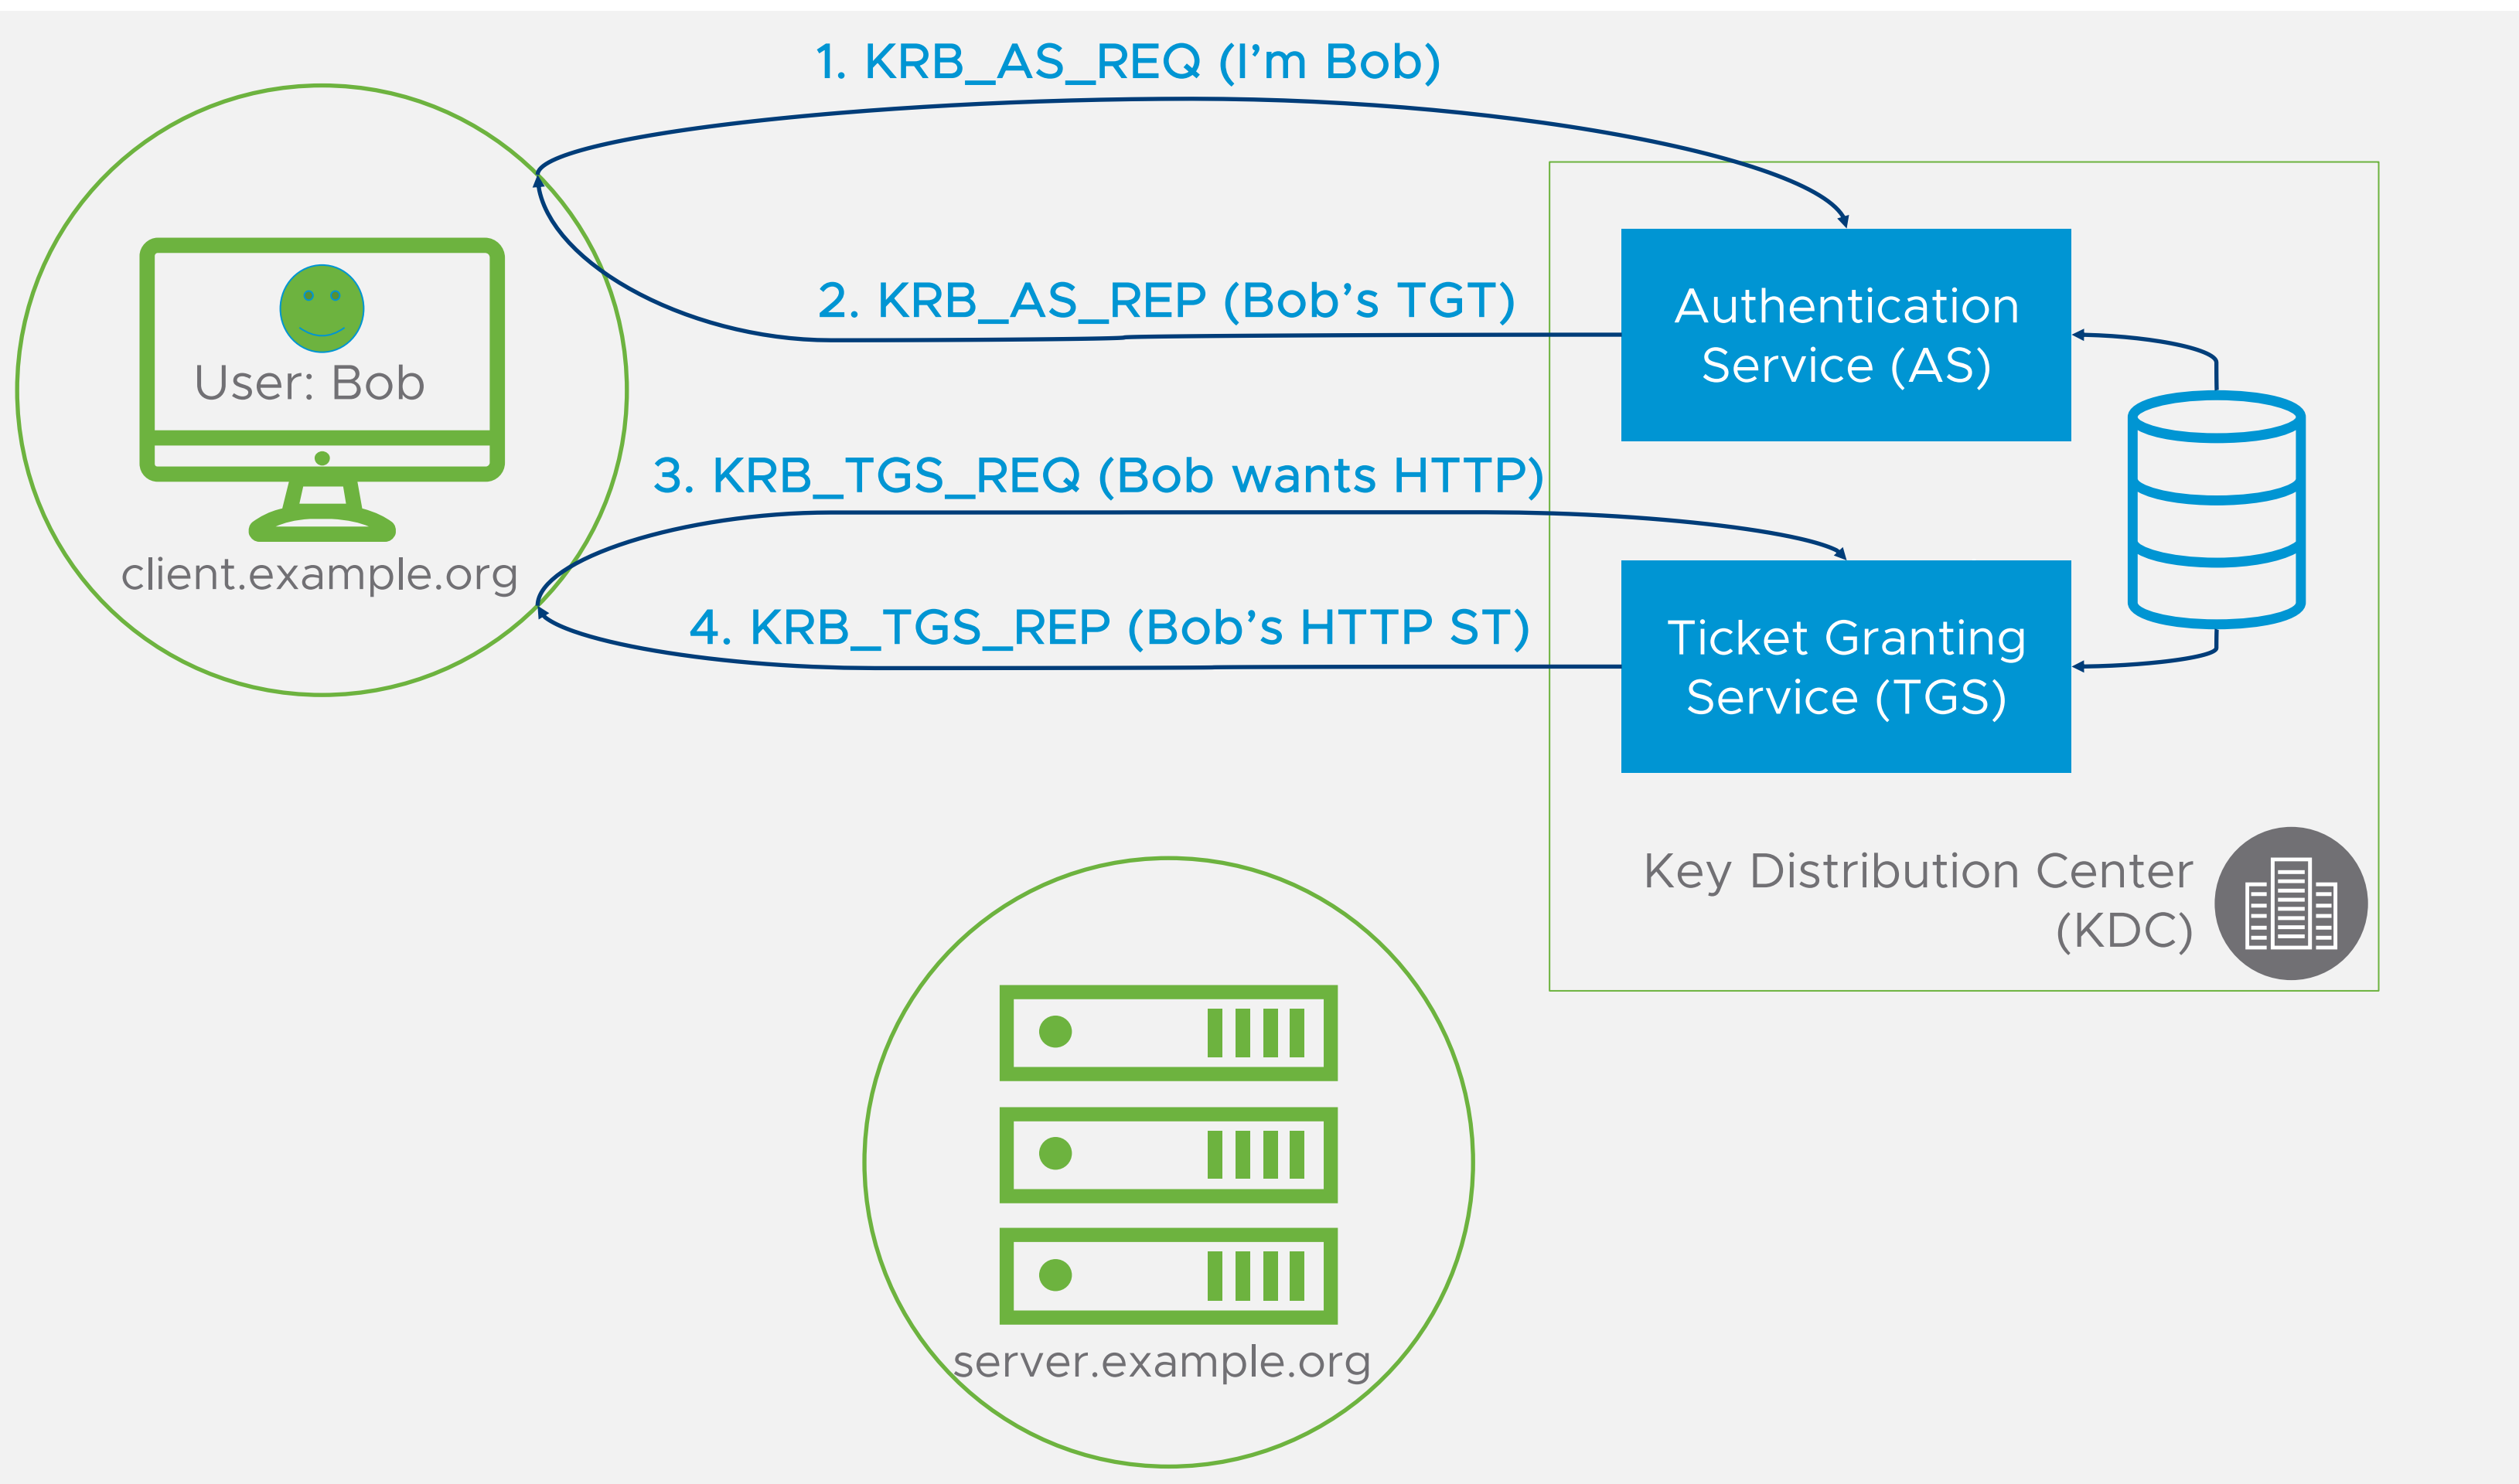 1. KRB_AS_REQ (I'm Bob)
2. KRB_AS_REP (Bob's TGT)
Authentication
Service (AS)
User: Bob
3. KRB_TGS_REQ (Bob wants HTTP)
client.example.org
4. KRB_TGS_REP (Bob's HTTP ST)
Ticket Granting
Service (TGS)
Key Distribution Center
(KDC)
server.example.org